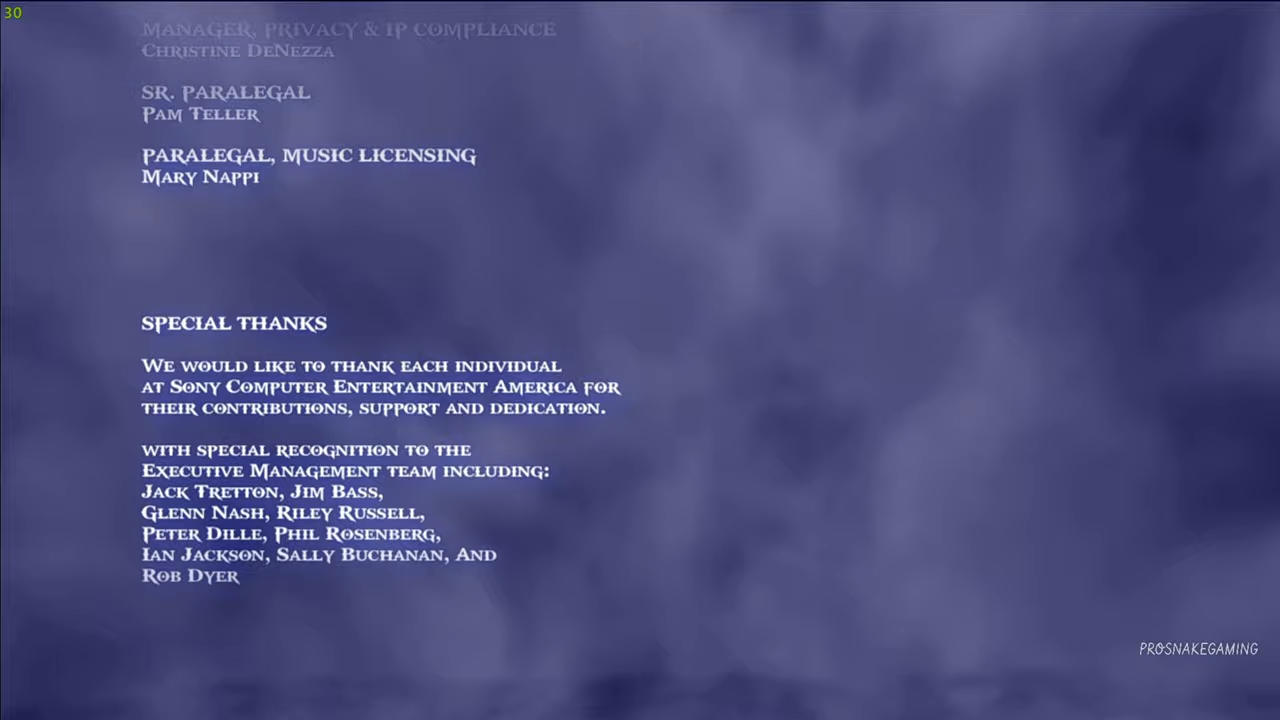 30
MANAGER, PRIVACY & IP COMPLIANCE
CHRISTINE DENEZZA
SR. PARALEGAL
PAM TELLER
PARALEGAL, MUSIC LICENSING
MARY NAPPI
SPECIAL THANKS
WE WOULD LIKE TO THANK EACH INDIVIDUAL
AT SONY COMPUTER ENTERTAINMENT AMERICA FOR
THEIR CONTRIBUTIONS, SUPPORT AND DEDICATION.
WITH SPECIAL RECOGNITION TO THE
EXECUTIVE MANAGEMENT TEAM INCLUDING:
JACK TRETTON, JIM BASS,
GLENN NASH, RILEY RUSSELL,
PETER DILLE, PHIL ROSENBERG,
IAN JACKSON, SALLY BUCHANAN, AND
ROB DYER
PROSNAKEGAMING